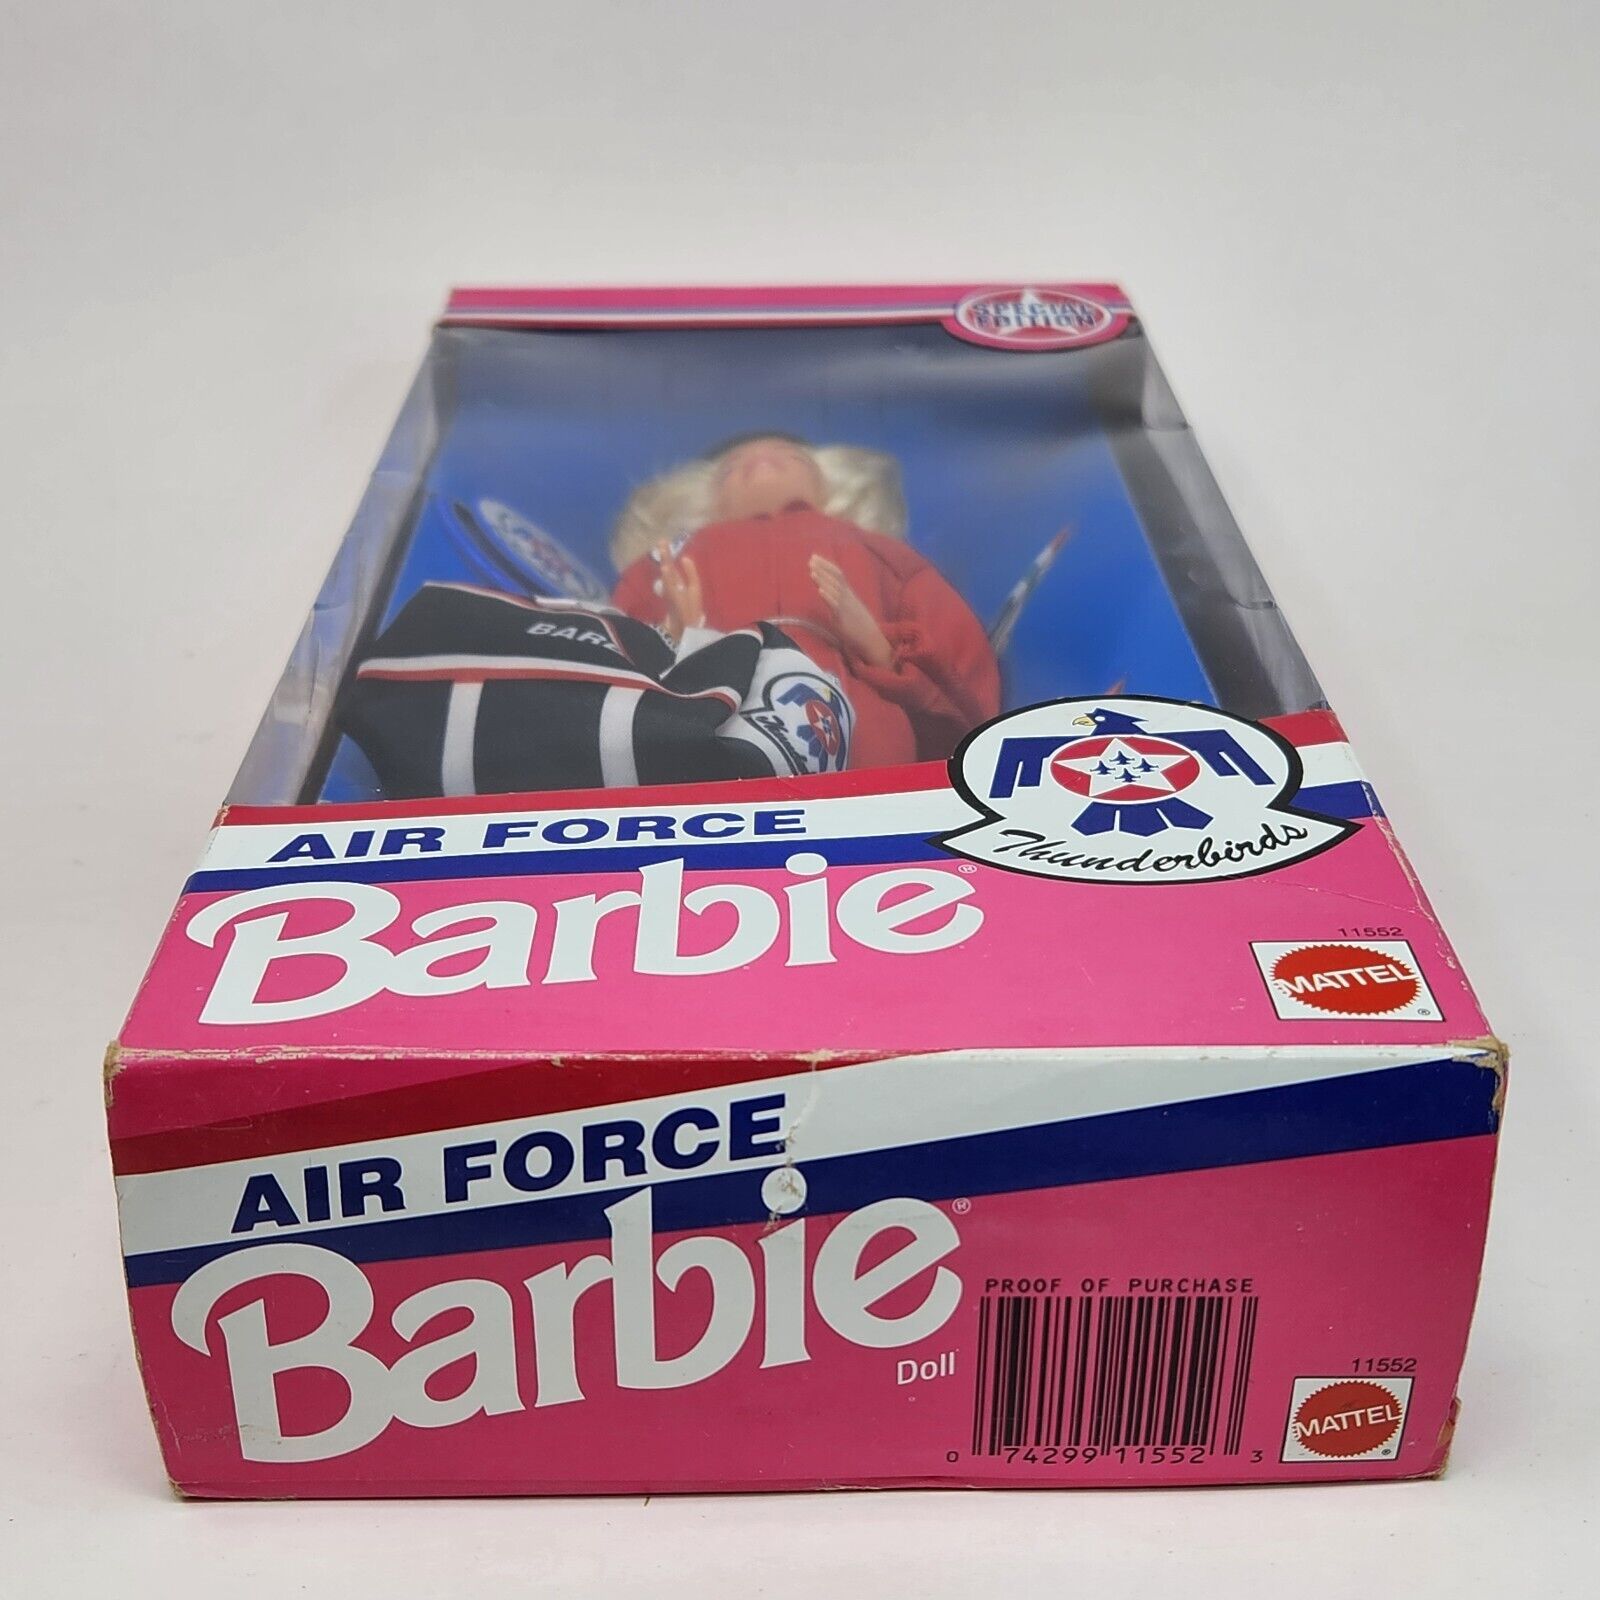 SPECIAL
EDITION
BARB
Thunderbirds
AIR FORCE
Barbie®
Thunderbirds
11552
MATTEL®
AIR FORCE
Barbie®
Doll
PROOF OF PURCHASE
0 74299 11552 3
11552
MATTEL®